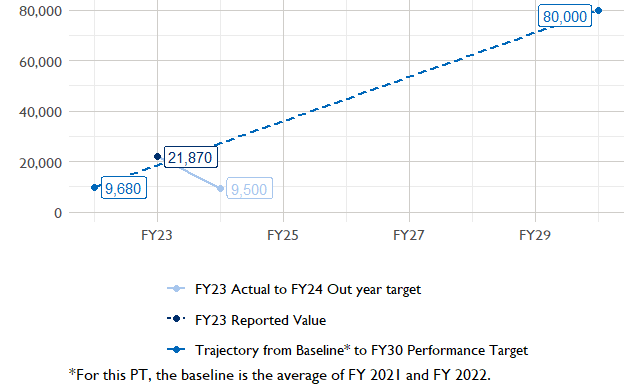 80,000
80,000
60,000
40,000
20,000
21,870
9,680
9,500
0
FY23 FY25 FY27 FY29
FY23 Actual to FY24 Out year target
FY23 Reported Value
Trajectory from Baseline* to FY30 Performance Target
*For this PT, the baseline is the average of FY 2021 and FY 2022.